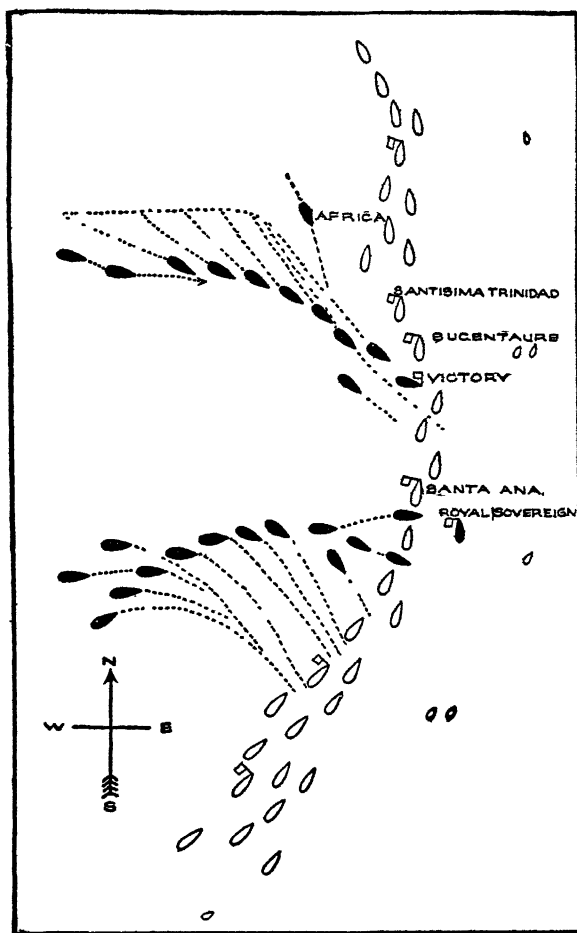 AFRICA
SANTISIMA TRINIDAD
BUCENTAURE
VICTORY
SANTA ANA.
ROYAL SOVEREIGN
N
W E
S